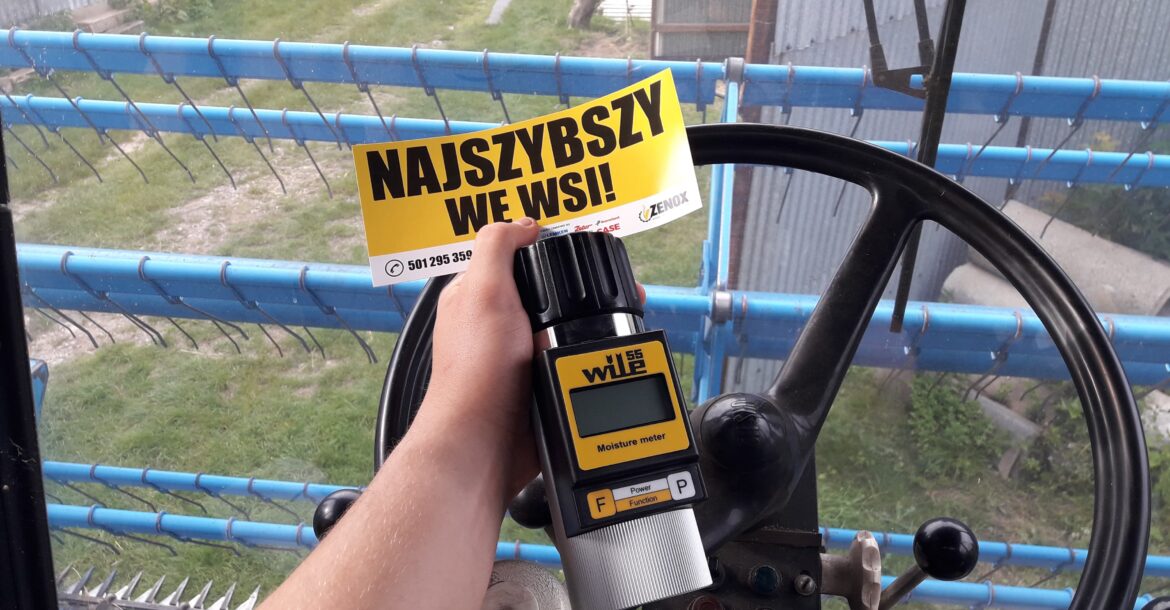 NAJSZYBSZY
WE WSI!
ZENOX
CASE
501 295 359
wile 55
Moisture meter
F Power P
Function